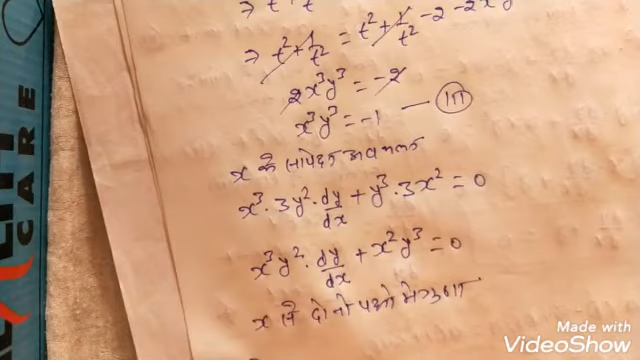 ⇒ t² + 1/t² = t² + 1/t² - 2 - 2x³y³
2x³y³ = -2
x³y³ = -1 — III
x के सापेक्ष अवकलन
x³·3y²·dy/dx + y³·3x² = 0
x³y²·dy/dx + x²y³ = 0
x से दोनो पक्षो मे गुणा
CARE
Made with
VideoShow